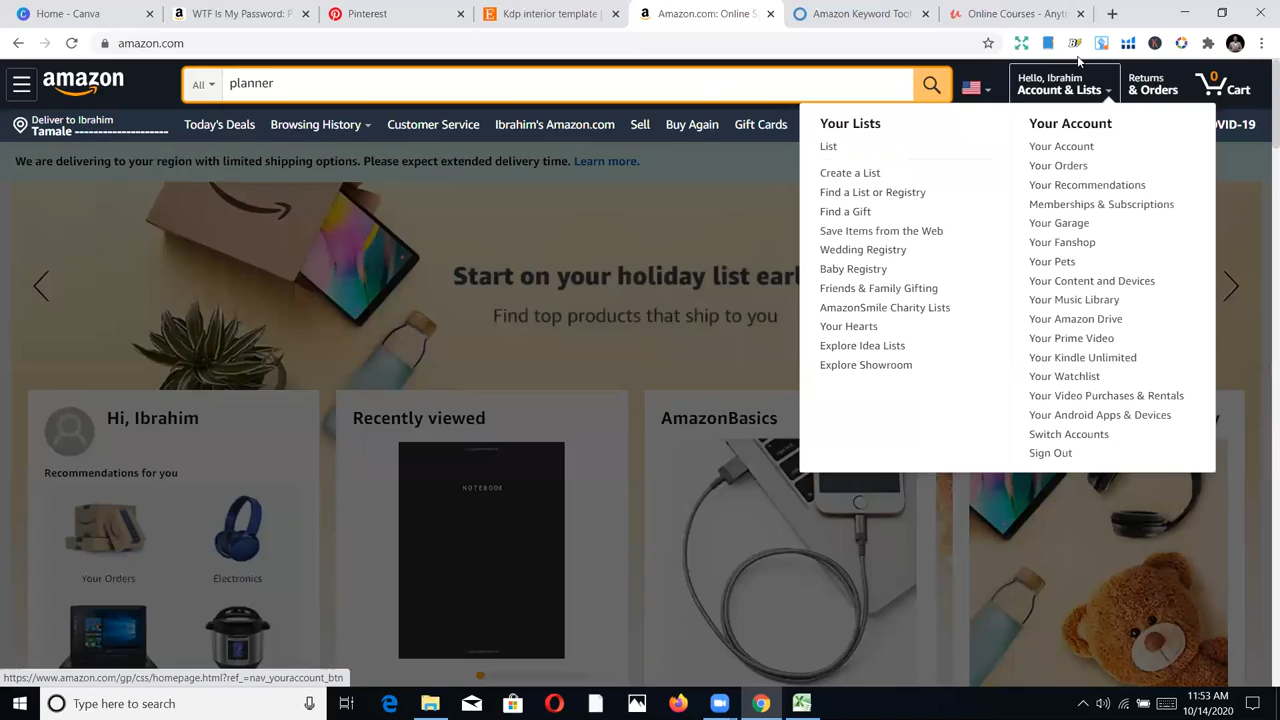 Canva
WTF Is My Password: P
Pinterest
Kdp interior template
Amazon.com: Online S
Amazon Keyword Tool
Online Courses - Anyti
amazon.com
amazon
All
planner
Hello, Ibrahim
Account & Lists
Returns
& Orders
0
Cart
Deliver to Ibrahim
Tamale
Today's Deals
Browsing History
Customer Service
Ibrahim's Amazon.com
Sell
Buy Again
Gift Cards
OVID-19
We are delivering to your region with limited shipping options. Please expect extended delivery time. Learn more.
Start on your holiday list earl
Find top products that ship to you
Your Lists
List
Create a List
Find a List or Registry
Find a Gift
Save Items from the Web
Wedding Registry
Baby Registry
Friends & Family Gifting
AmazonSmile Charity Lists
Your Hearts
Explore Idea Lists
Explore Showroom
Your Account
Your Account
Your Orders
Your Recommendations
Memberships & Subscriptions
Your Garage
Your Fanshop
Your Pets
Your Content and Devices
Your Music Library
Your Amazon Drive
Your Prime Video
Your Kindle Unlimited
Your Watchlist
Your Video Purchases & Rentals
Your Android Apps & Devices
Switch Accounts
Sign Out
Hi, Ibrahim
Recommendations for you
Your Orders
Electronics
Recently viewed
NOTEBOOK
AmazonBasics
https://www.amazon.com/gp/css/homepage.html?ref_=nav_youraccount_btn
Type here to search
11:53 AM
10/14/2020